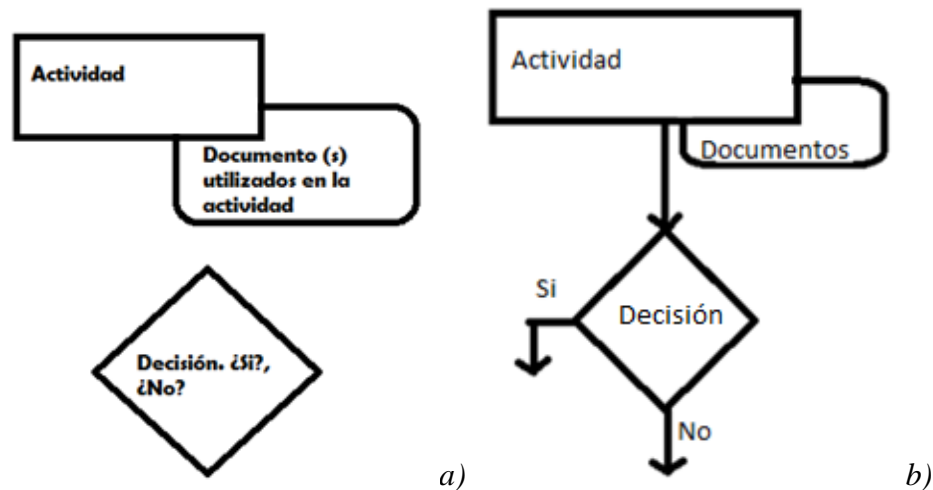 Actividad
Documento (s)
utilizados en la
actividad
Decisión. ¿Si?,
¿No?
a)
Actividad
Documentos
Si
Decisión
No
b)